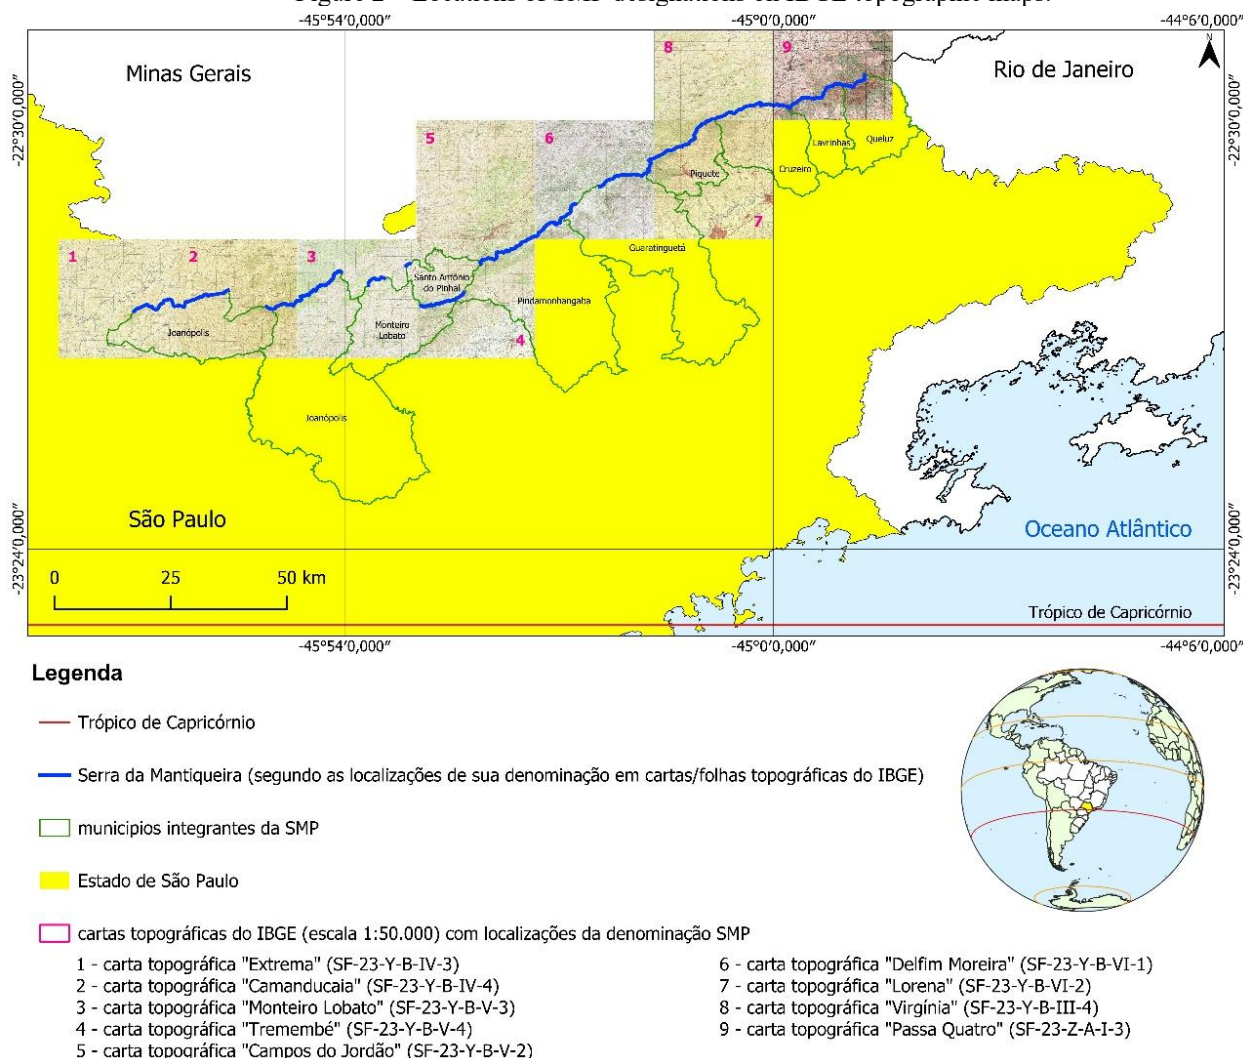 -45°54'0,000"
-45°0'0,000"
-44°6'0,000"
8
9
N
Minas Gerais
Rio de Janeiro
-22°30'0,000"
-22°30'0,000"
5
6
Lavrinhas
Queluz
Cruzeiro
Piquete
7
1
2
3
Guaratinguetá
Santo Antônio
do Pinhal
Pindamonhangaba
Joanópolis
Monteiro
Lobato
4
Joanópolis
São Paulo
Oceano Atlântico
-23°24'0,000"
-23°24'0,000"
0
25
50 km
Trópico de Capricórnio
-45°54'0,000"
-45°0'0,000"
-44°6'0,000"
Legenda
Trópico de Capricórnio
Serra da Mantiqueira (segundo as localizações de sua denominação em cartas/folhas topográficas do IBGE)
municipios integrantes da SMP
Estado de São Paulo
cartas topográficas do IBGE (escala 1:50.000) com localizações da denominação SMP
1 - carta topográfica "Extrema" (SF-23-Y-B-IV-3)
2 - carta topográfica "Camanducaia" (SF-23-Y-B-IV-4)
3 - carta topográfica "Monteiro Lobato" (SF-23-Y-B-V-3)
4 - carta topográfica "Tremembé" (SF-23-Y-B-V-4)
5 - carta topográfica "Campos do Jordão" (SF-23-Y-B-V-2)
6 - carta topográfica "Delfim Moreira" (SF-23-Y-B-VI-1)
7 - carta topográfica "Lorena" (SF-23-Y-B-VI-2)
8 - carta topográfica "Virgínia" (SF-23-Y-B-III-4)
9 - carta topográfica "Passa Quatro" (SF-23-Z-A-I-3)